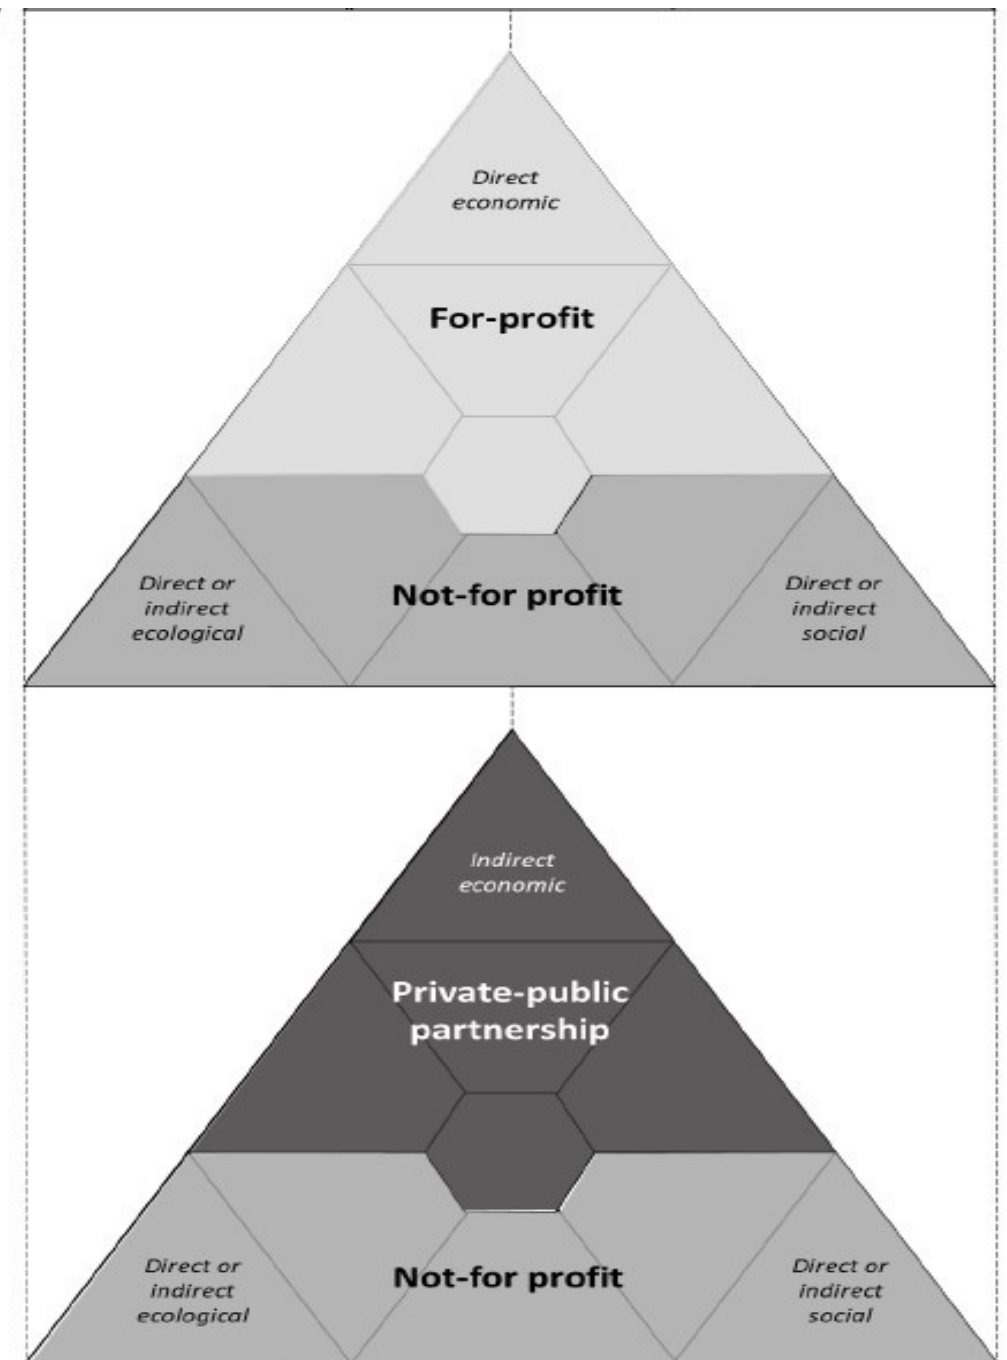 Direct
economic
For-profit
Direct or
indirect
ecological
Not-for profit
Direct or
indirect
social
Indirect
economic
Private-public
partnership
Direct or
indirect
ecological
Not-for profit
Direct or
indirect
social